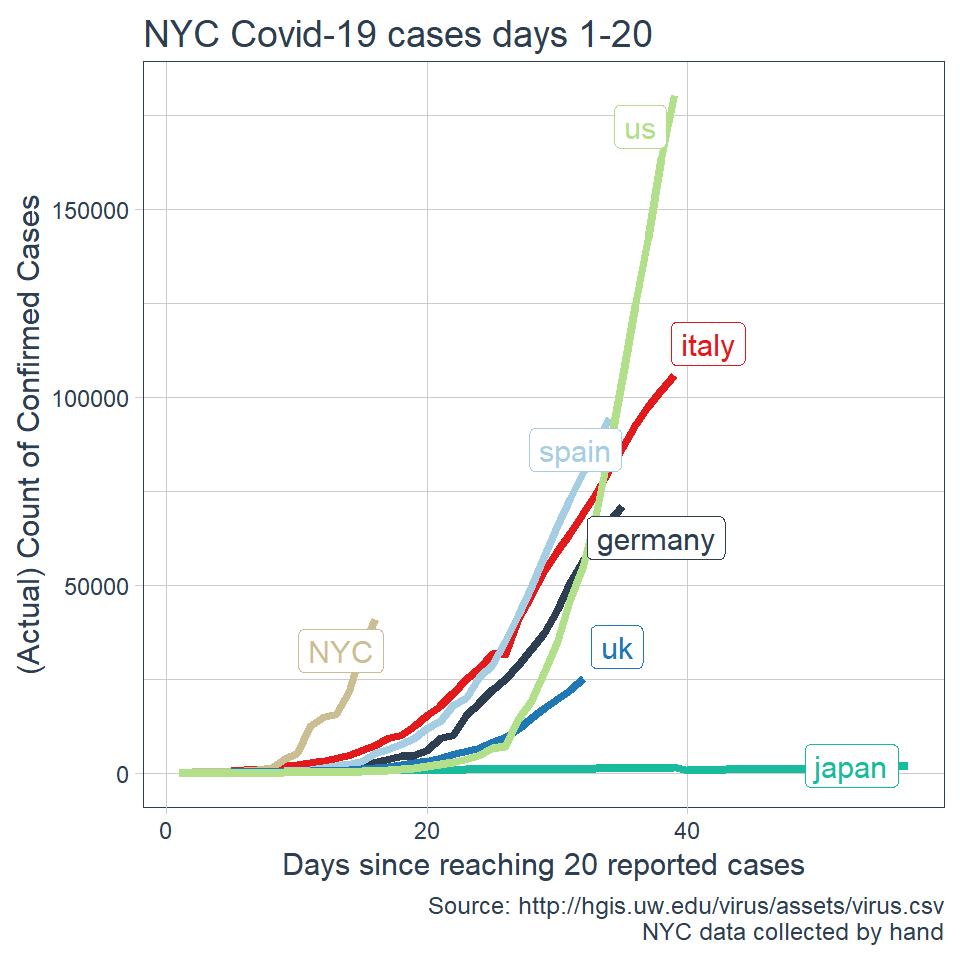 NYC Covid-19 cases days 1-20
(Actual) Count of Confirmed Cases
150000
100000
50000
0
us
italy
spain
germany
NYC
uk
japan
0 20 40
Days since reaching 20 reported cases
Source: http://hgis.uw.edu/virus/assets/virus.csv
NYC data collected by hand